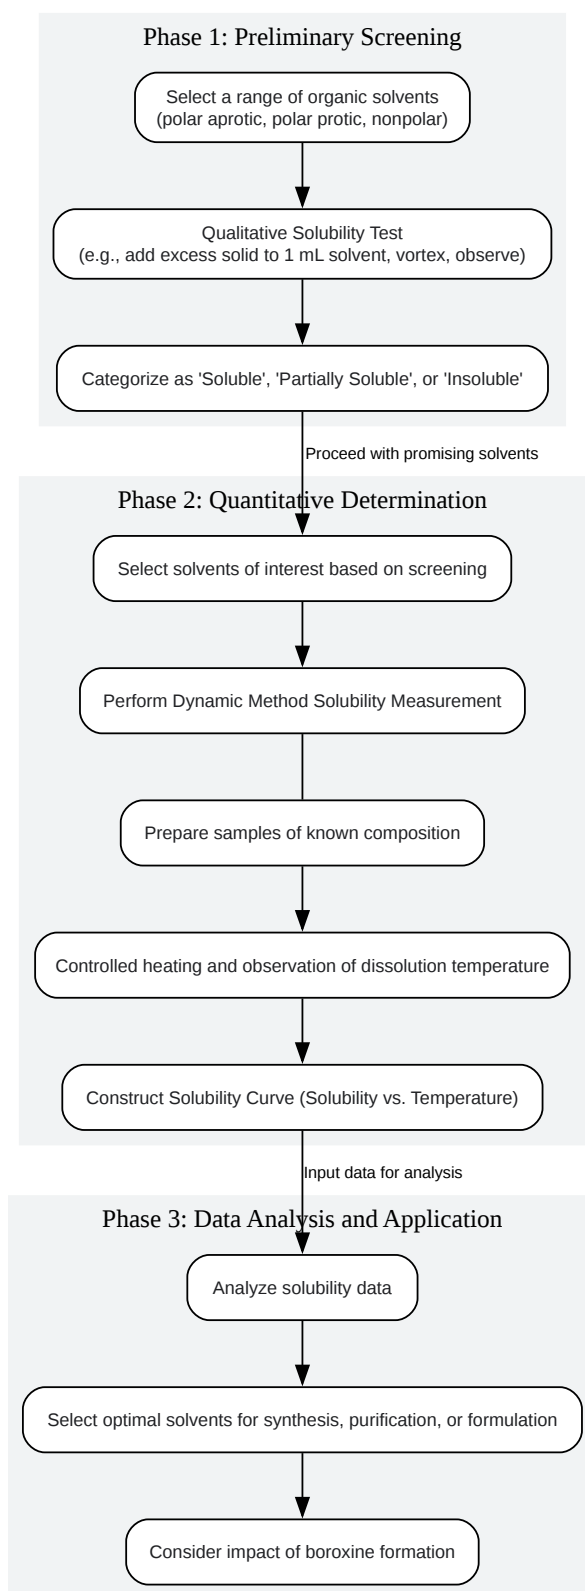 Phase 1: Preliminary Screening
Select a range of organic solvents
(polar aprotic, polar protic, nonpolar)
Qualitative Solubility Test
(e.g., add excess solid to 1 mL solvent, vortex, observe)
Categorize as 'Soluble', 'Partially Soluble', or 'Insoluble'
Proceed with promising solvents
Phase 2: Quantitative Determination
Select solvents of interest based on screening
Perform Dynamic Method Solubility Measurement
Prepare samples of known composition
Controlled heating and observation of dissolution temperature
Construct Solubility Curve (Solubility vs. Temperature)
Input data for analysis
Phase 3: Data Analysis and Application
Analyze solubility data
Select optimal solvents for synthesis, purification, or formulation
Consider impact of boroxine formation